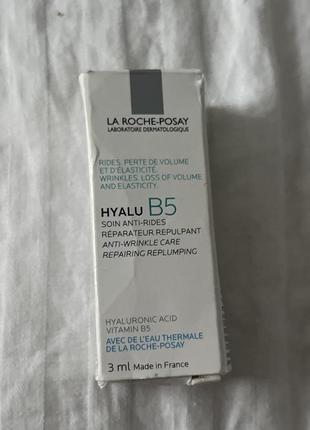 LA ROCHE-POSAY
LABORATOIRE DERMATOLOGIQUE
RIDES. PERTE DE VOLUME
ET D'ÉLASTICITÉ.
WRINKLES. LOSS OF VOLUME
AND ELASTICITY.
HYALU B5
SOIN ANTI-RIDES
RÉPARATEUR REPULPANT
ANTI-WRINKLE CARE
REPAIRING REPLUMPING
HYALURONIC ACID
VITAMIN B5
AVEC DE L'EAU THERMALE
DE LA ROCHE-POSAY
3 ml Made in France